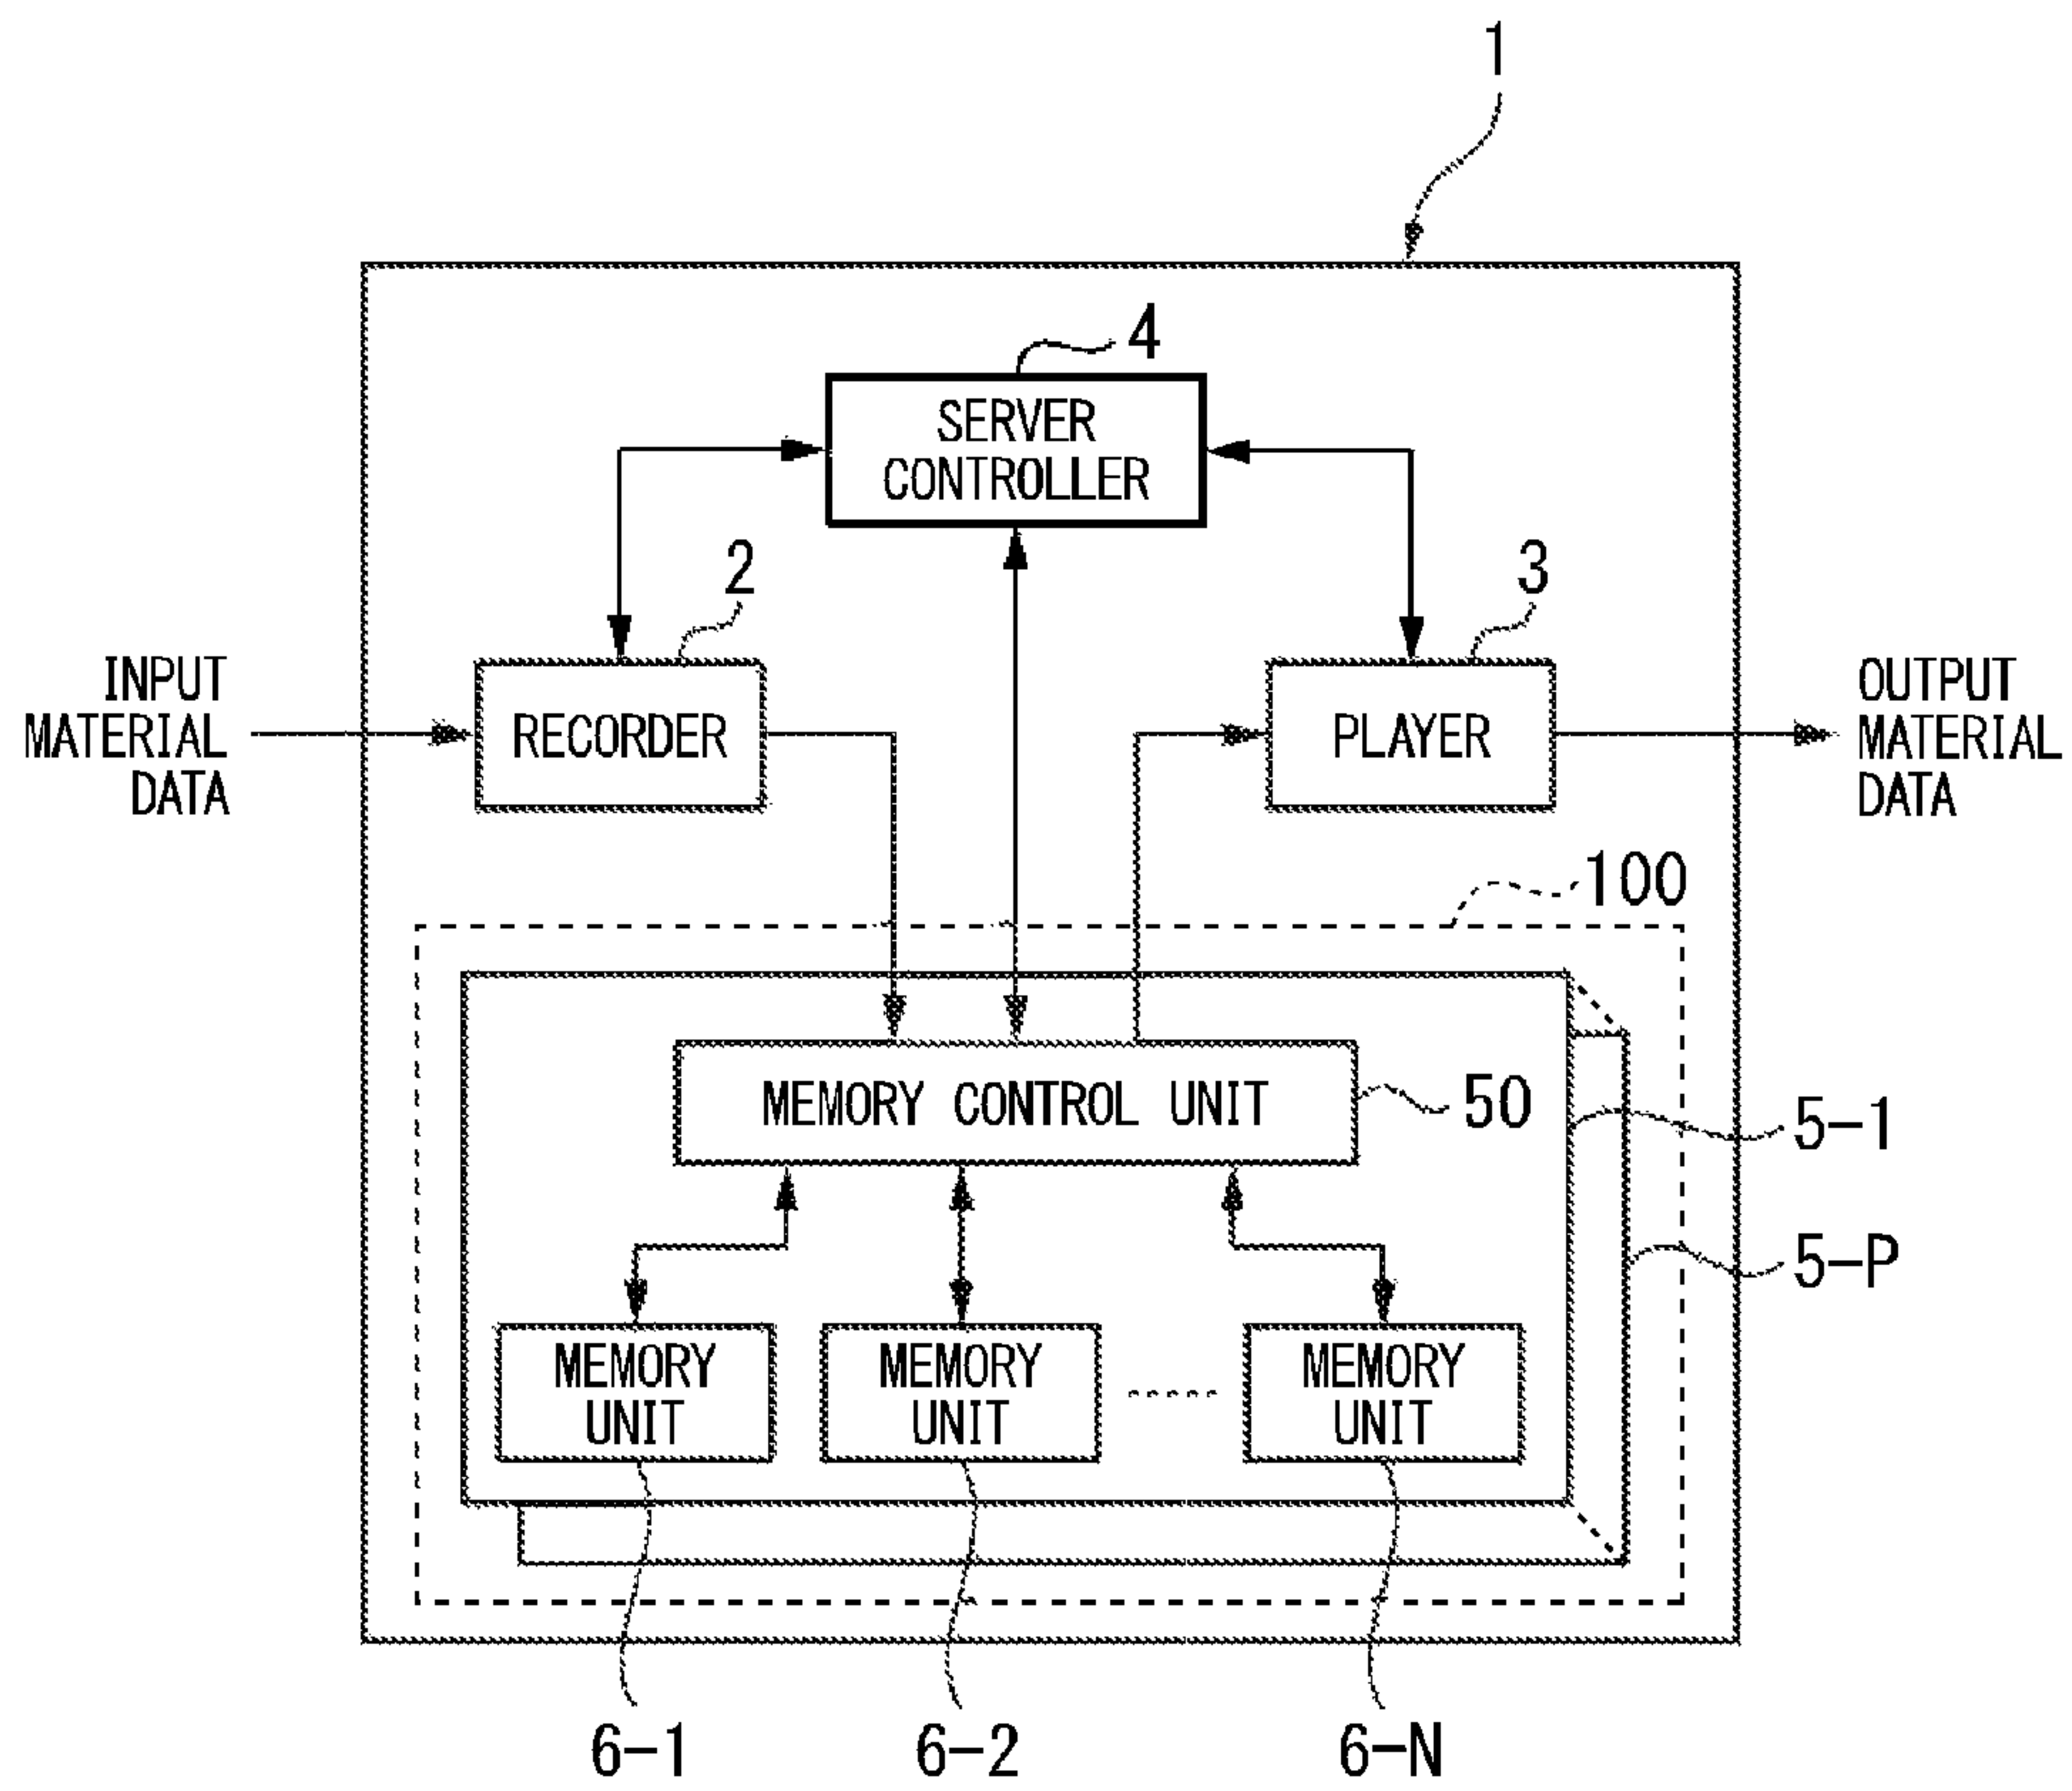 1
4
SERVER
CONTROLLER
2
3
INPUT
MATERIAL
DATA
RECORDER
PLAYER
OUTPUT
MATERIAL
DATA
100
MEMORY CONTROL UNIT
50
5-1
5-P
MEMORY
UNIT
MEMORY
UNIT
MEMORY
UNIT
6-1
6-2
6-N